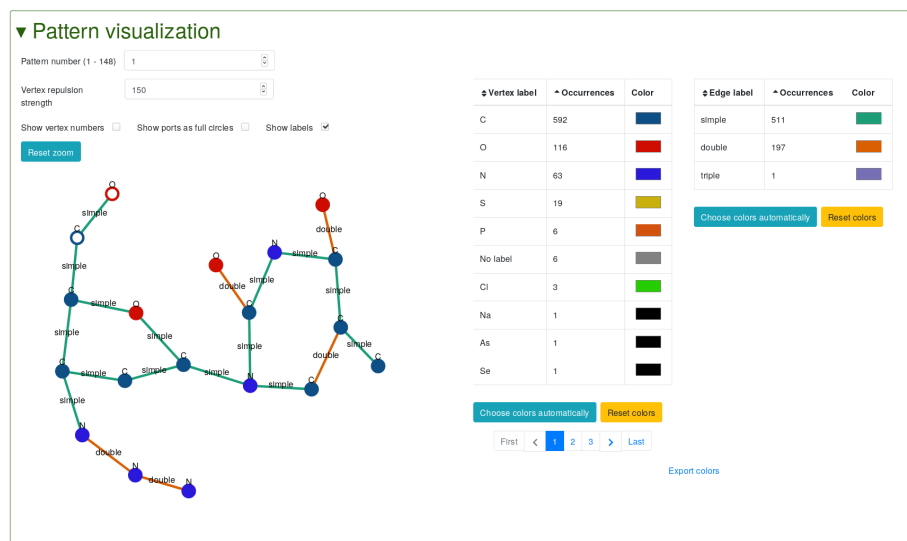 ▾ Pattern visualization
Pattern number (1 - 148) 1
Vertex repulsion strength 150
Show vertex numbers Show ports as full circles Show labels
Reset zoom
O
simple
C
simple
C
simple
O
simple
simple
C
simple
C
simple
C
simple
simple
N
double
N
double
N
O
double
C
simple
N
simple
C
double
O
simple
C
simple
C
double
C
simple
N
simple
Vertex label Occurrences Color
C 592
O 116
N 63
S 19
P 6
No label 6
Cl 3
Na 1
As 1
Se 1
Choose colors automatically Reset colors
First < 1 2 3 > Last
Export colors
Edge label Occurrences Color
simple 511
double 197
triple 1
Choose colors automatically Reset colors